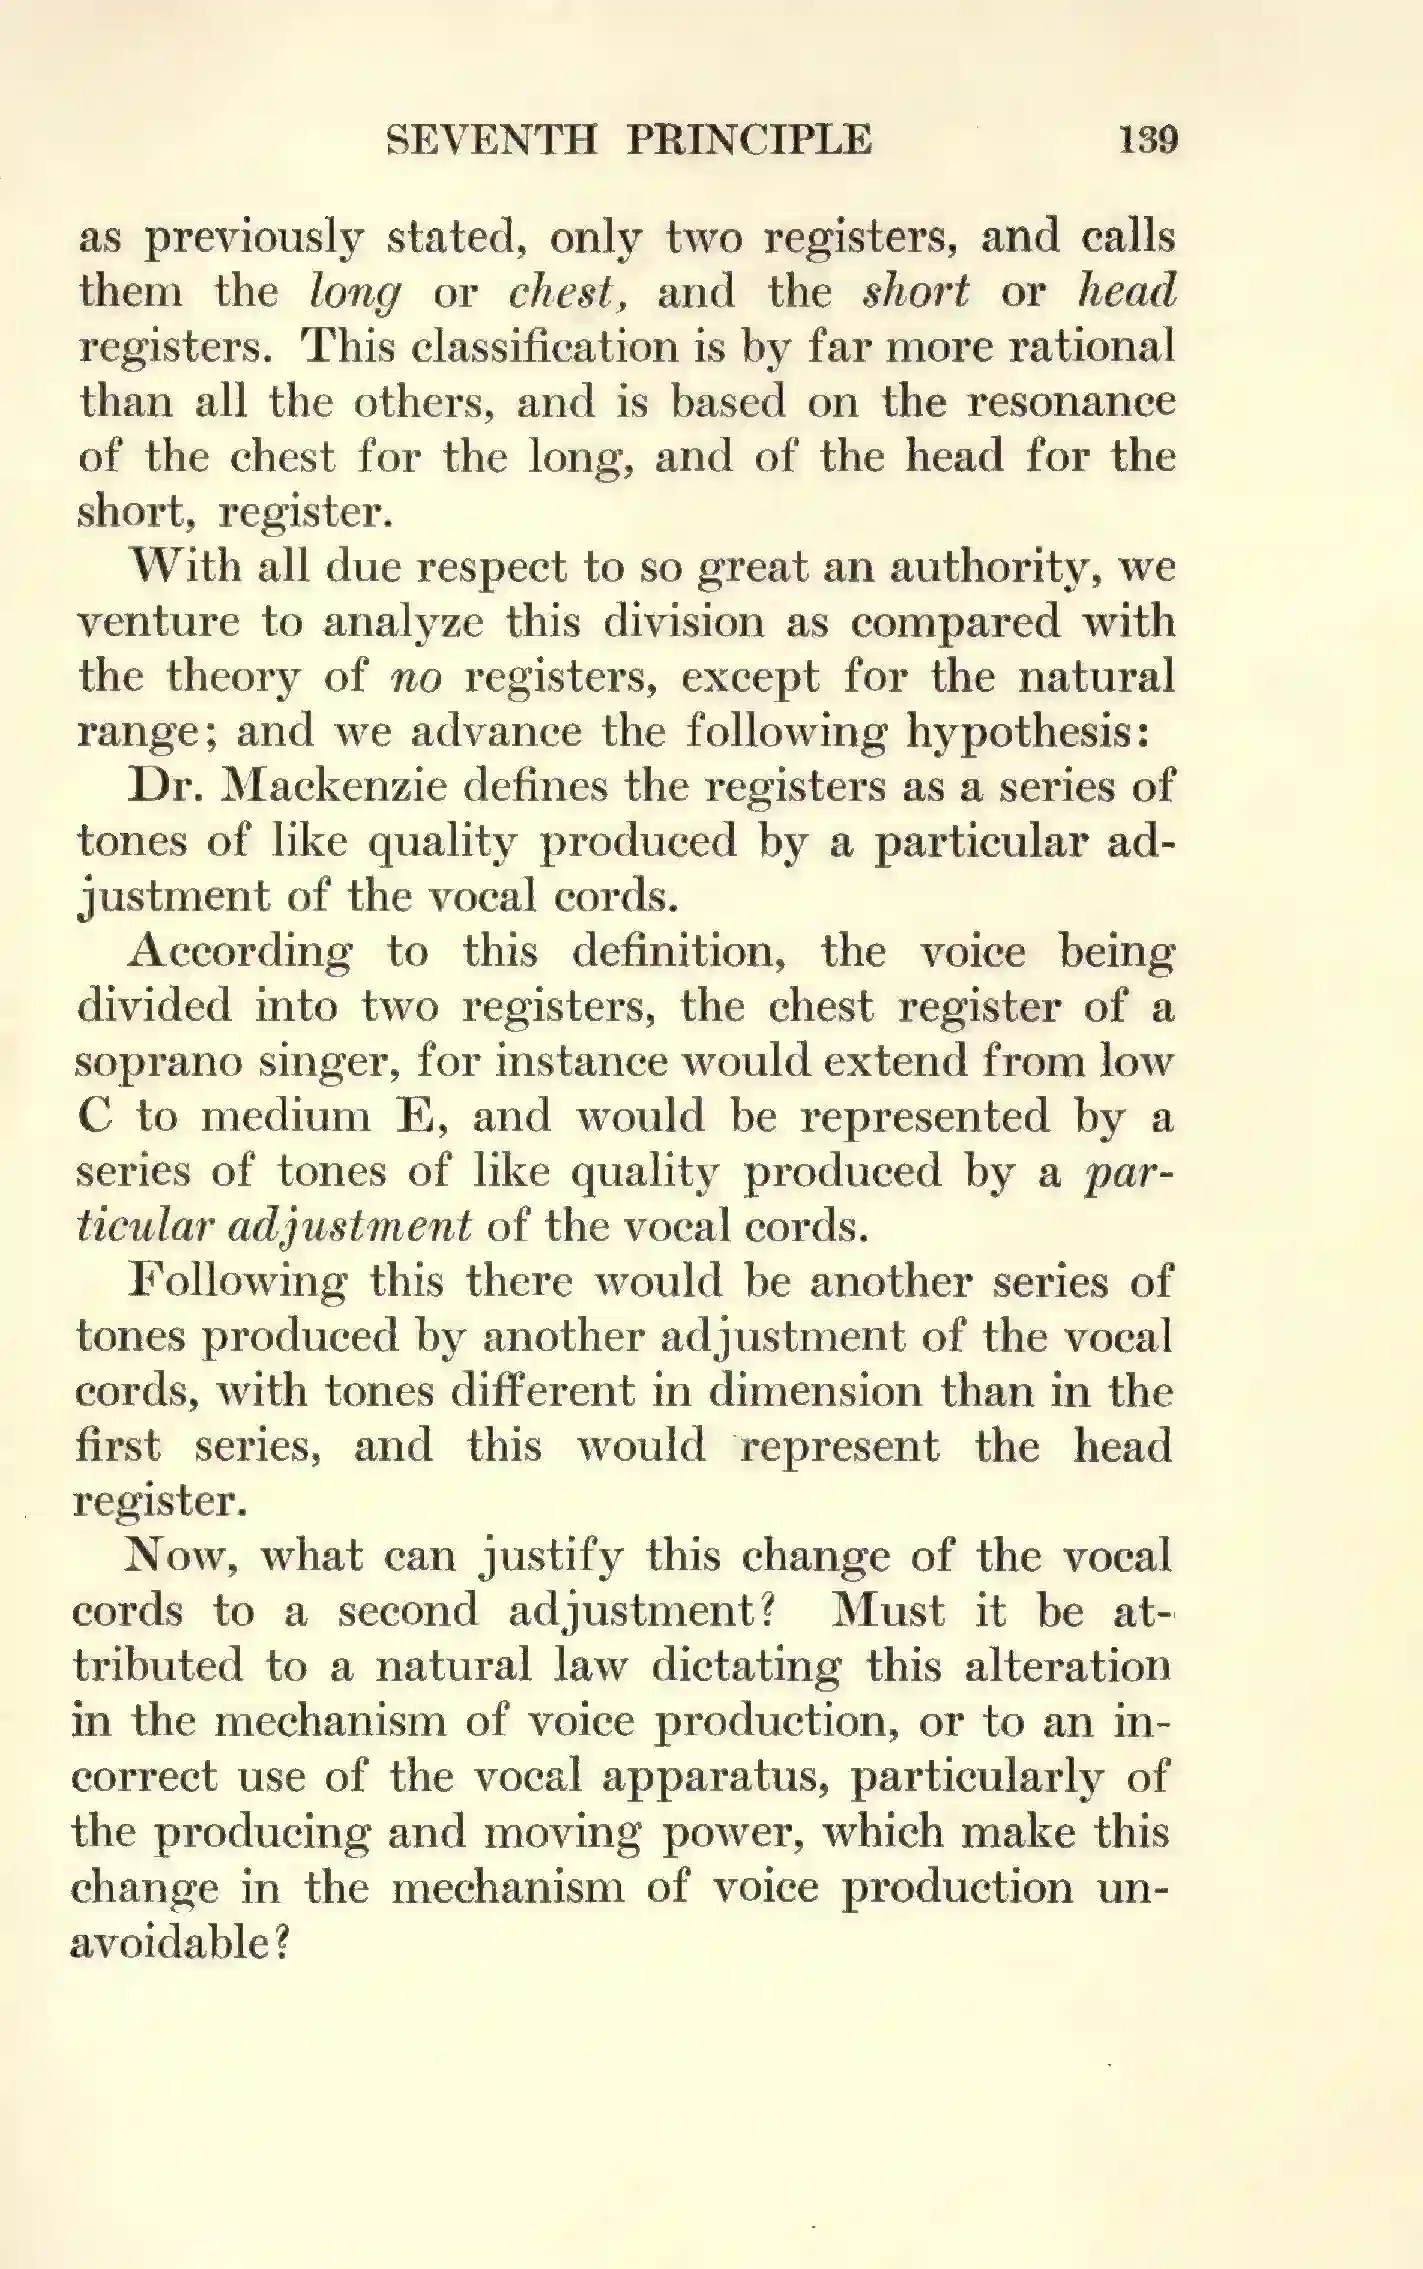 SEVENTH PRINCIPLE 139
as previously stated, only two registers, and calls
them the long or chest, and the short or head
registers. This classification is by far more rational
than all the others, and is based on the resonance
of the chest for the long, and of the head for the
short, register.
With all due respect to so great an authority, we
venture to analyze this division as compared with
the theory of no registers, except for the natural
range; and we advance the following hypothesis:
Dr. Mackenzie defines the registers as a series of
tones of like quality produced by a particular ad-
justment of the vocal cords.
According to this definition, the voice being
divided into two registers, the chest register of a
soprano singer, for instance would extend from low
C to medium E, and would be represented by a
series of tones of like quality produced by a par-
ticular adjustment of the vocal cords.
Following this there would be another series of
tones produced by another adjustment of the vocal
cords, with tones different in dimension than in the
first series, and this would represent the head
register.
Now, what can justify this change of the vocal
cords to a second adjustment? Must it be at-
tributed to a natural law dictating this alteration
in the mechanism of voice production, or to an in-
correct use of the vocal apparatus, particularly of
the producing and moving power, which make this
change in the mechanism of voice production un-
avoidable?